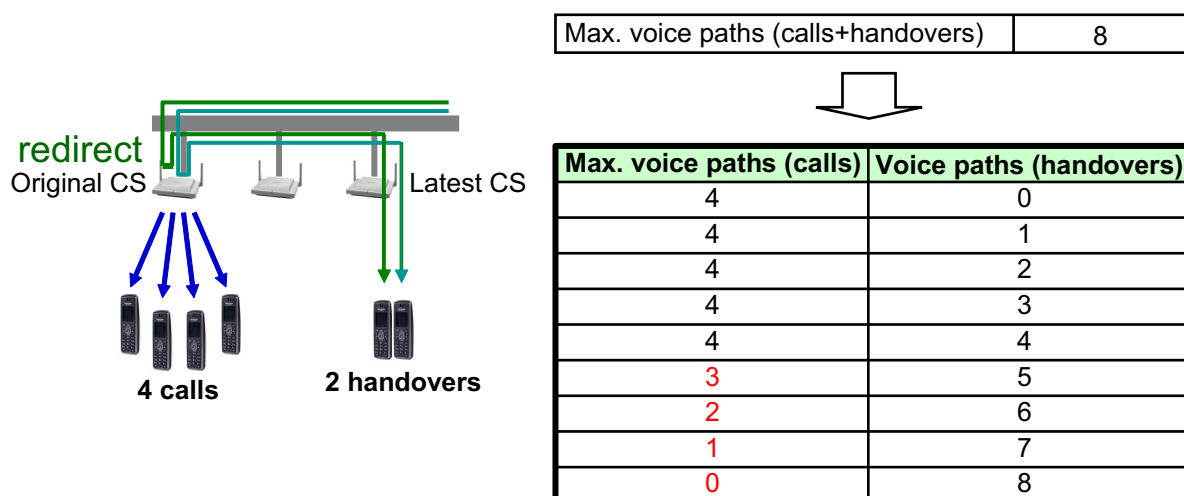 Max. voice paths (calls+handovers) 8
redirect
Original CS
Latest CS
4 calls
2 handovers
Max. voice paths (calls) Voice paths (handovers)
4 0
4 1
4 2
4 3
4 4
3 5
2 6
1 7
0 8